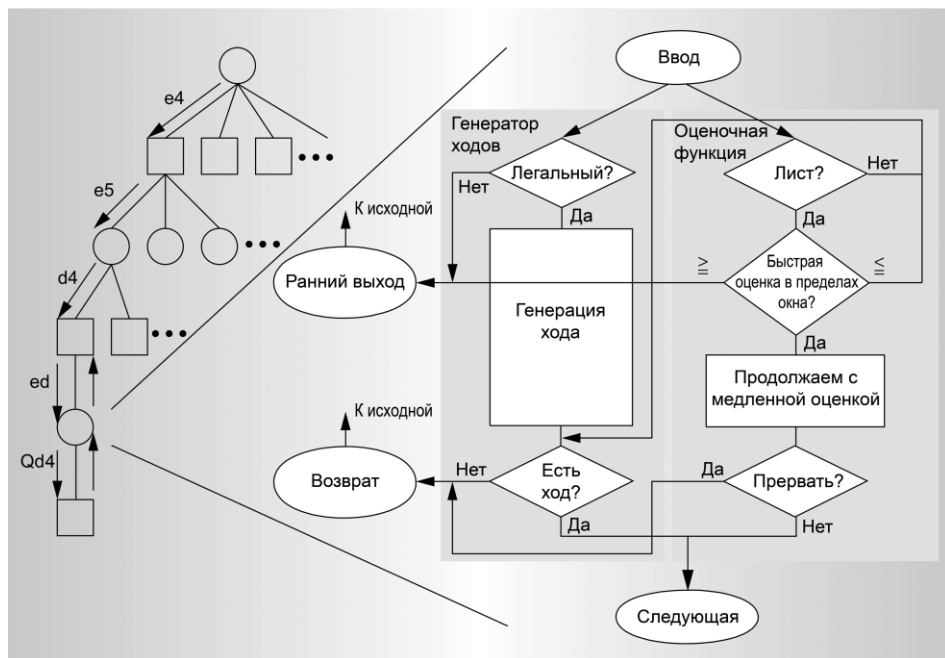 e4
e5
d4
ed
Qd4
Ввод
Генератор
ходов
Оценочная
функция
Легальный?
Лист?
Нет
Нет
Да
Да
К исходной
Ранний выход
≥
Быстрая
оценка в пределах
окна?
≤
Генерация
хода
Да
Продолжаем с
медленной оценкой
К исходной
Возврат
Нет
Есть
ход?
Да
Прервать?
Да
Нет
Следующая